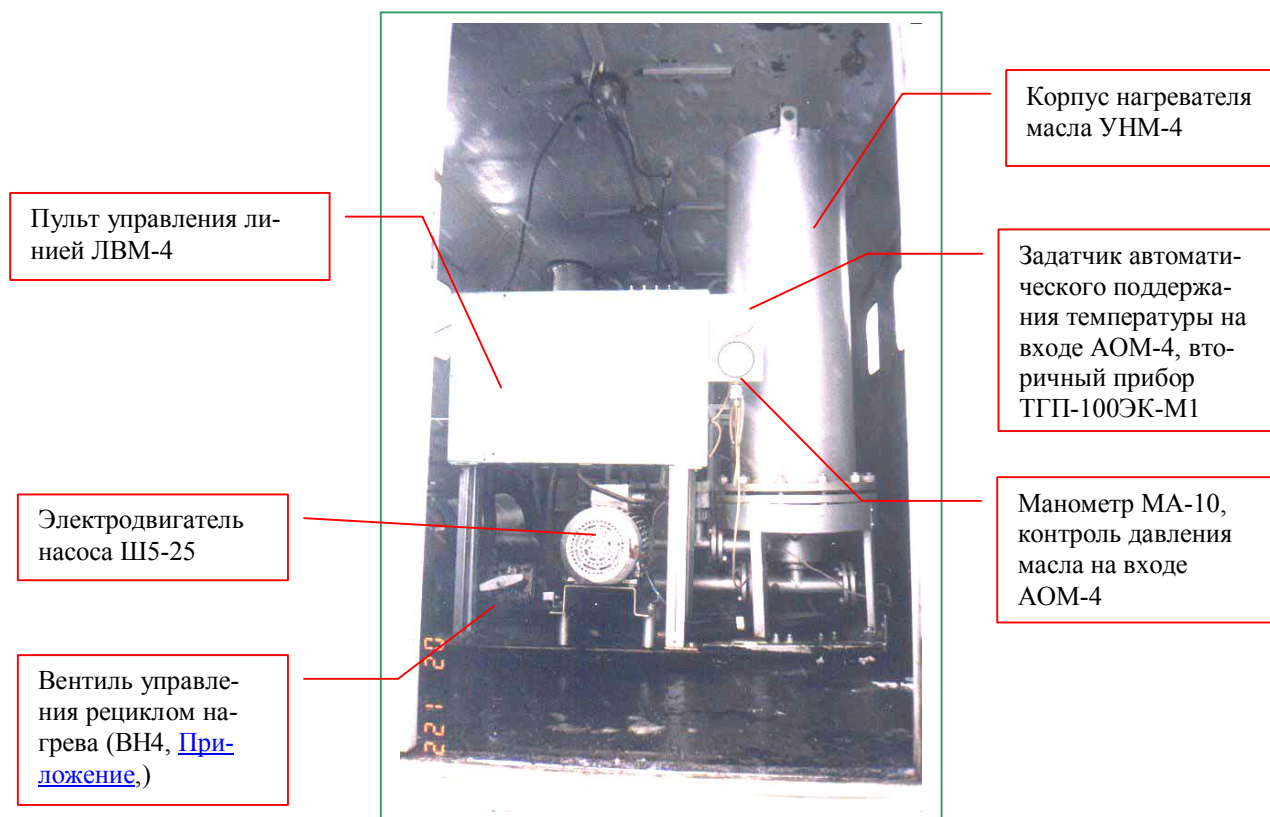 Корпус нагревателя
масла УНМ-4
Пульт управления ли-
нией ЛВМ-4
Задатчик автомати-
ческого поддержа-
ния температуры на
входе АОМ-4, вто-
ричный прибор
ТГП-100ЭК-М1
Электродвигатель
насоса Ш5-25
Манометр МА-10,
контроль давления
масла на входе
АОМ-4
Вентиль управле-
ния рециклом на-
грева (ВН4, При-
ложение,)
221 20